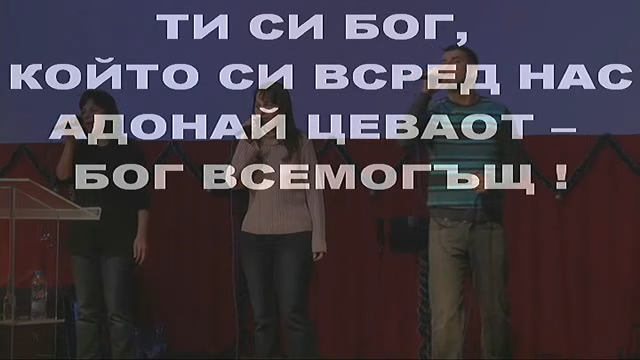 ТИ СИ БОГ,
КОЙТО СИ ВСРЕД НАС
АДОНАЙ ЦЕВАОТ –
БОГ ВСЕМОГЪЩ !